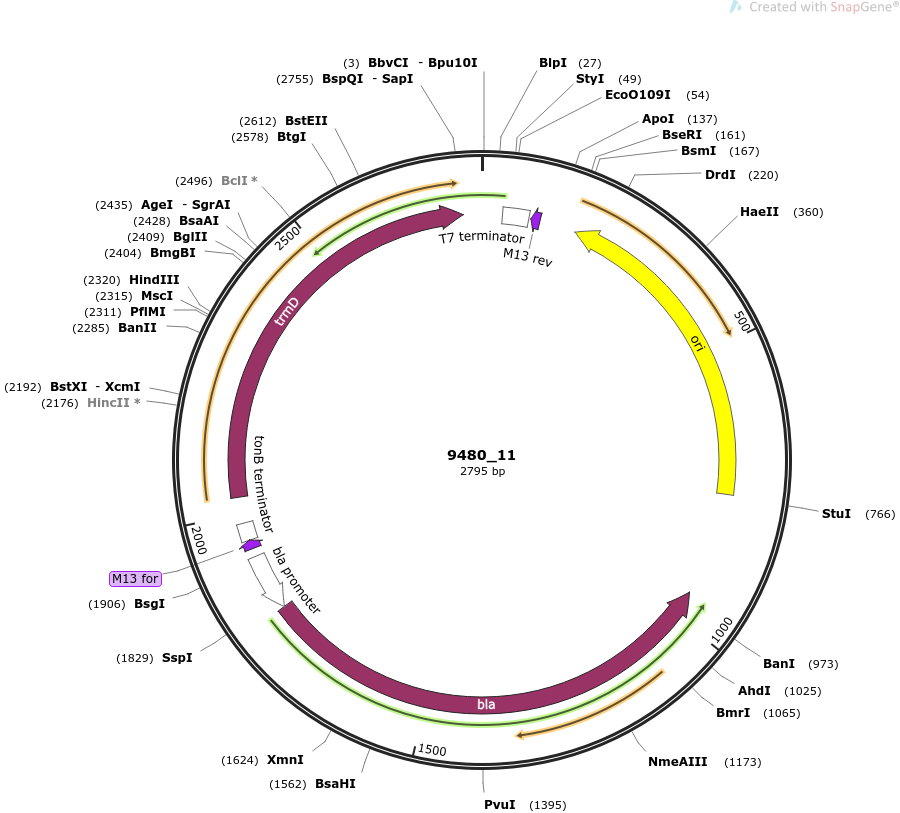 Created with SnapGene®
(3) BbvCI - Bpu10I
(2755) BspQI - SapI
(2612) BstEII
(2578) BtgI
(2496) BclI *
(2435) AgeI - SgrAI
(2428) BsaAI
(2409) BglII
(2404) BmgBI
(2320) HindIII
(2315) MscI
(2311) PflMI
(2285) BanII
(2192) BstXI - XcmI
(2176) HincII *
BlpI (27)
StyI (49)
EcoO109I (54)
ApoI (137)
BseRI (161)
BsmI (167)
DrdI (220)
HaeII (360)
StuI (766)
BanI (973)
AhdI (1025)
BmrI (1065)
NmeAIII (1173)
PvuI (1395)
(1562) BsaHI
(1624) XmnI
(1829) SspI
(1906) BsgI
M13 for
2500
500
1000
1500
2000
T7 terminator
M13 rev
trmD
ori
tonB terminator
bla promoter
bla
9480_11
2795 bp